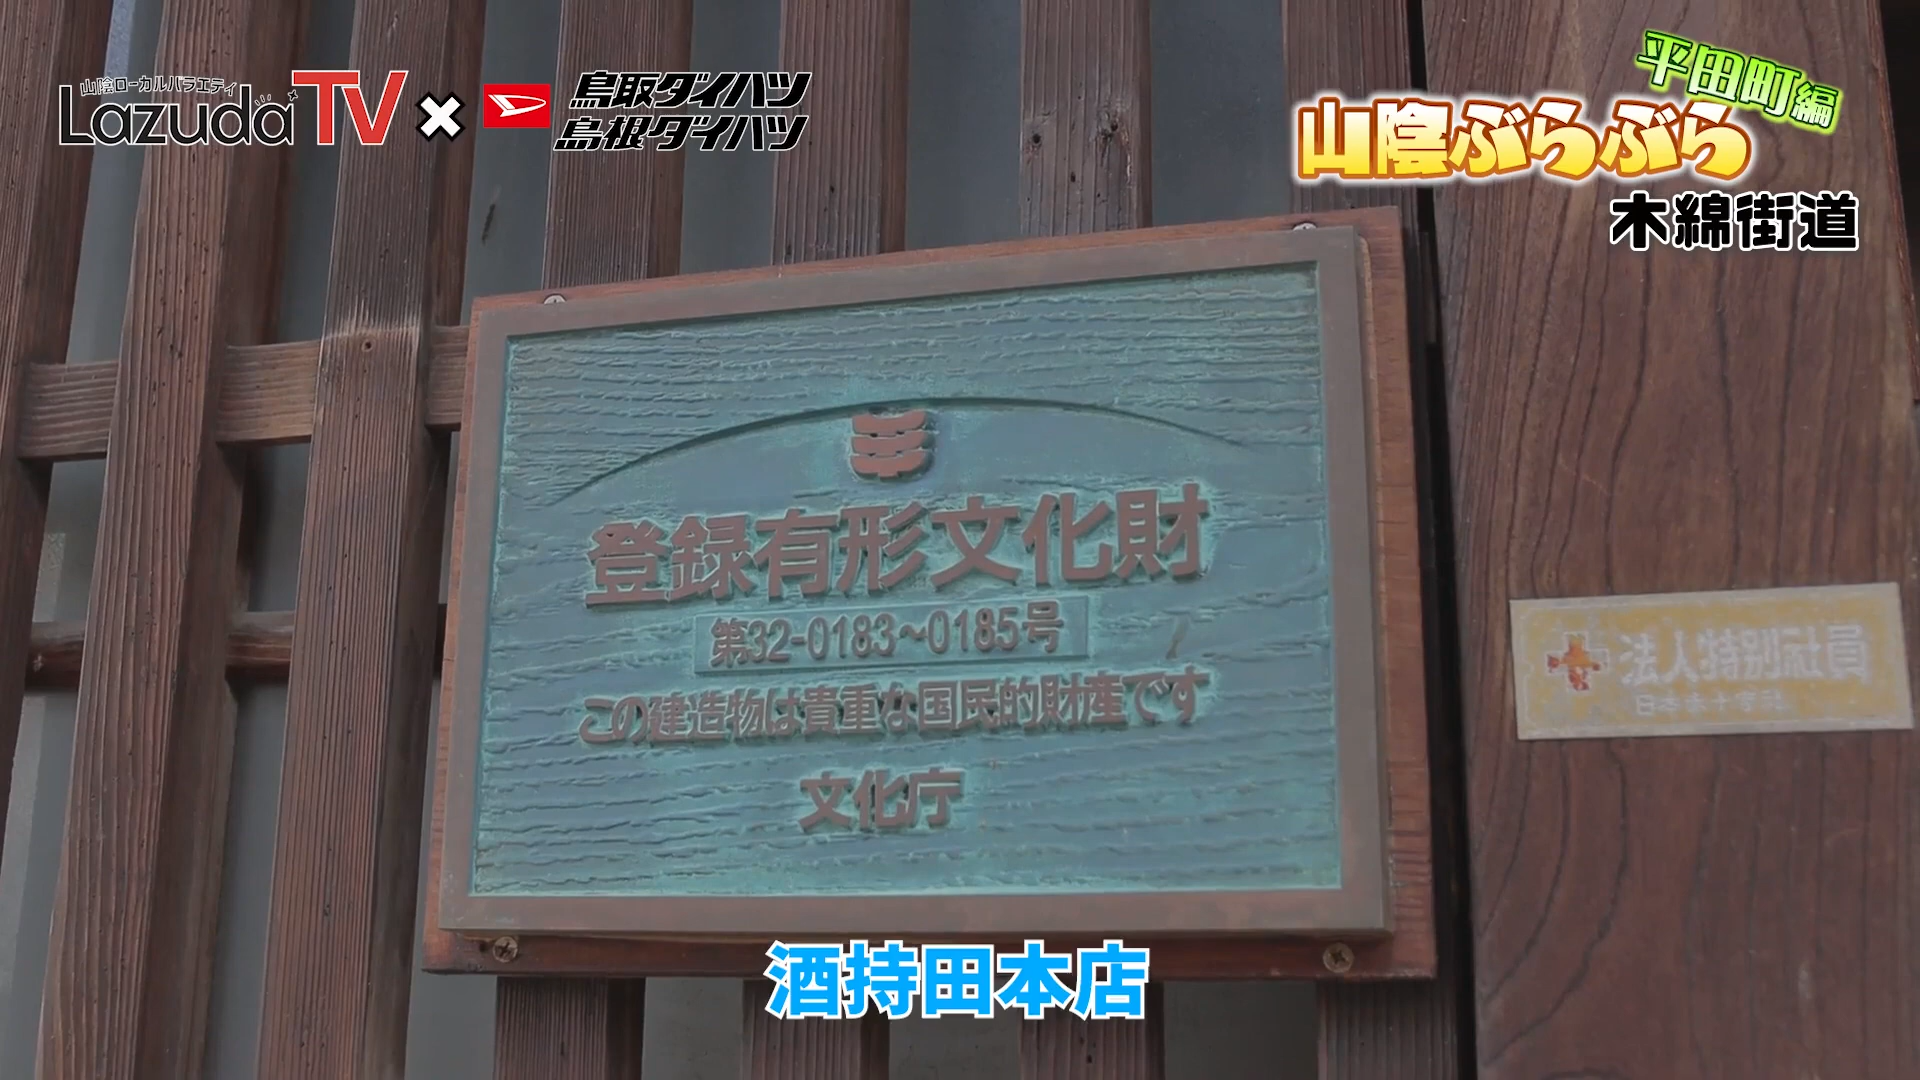 山陰ローカルバラエティ
Lazuda TV × 鳥取ダイハツ
島根ダイハツ
平田町編
山陰ぶらぶら
木綿街道
登録有形文化財
第32-0183~0185号
この建造物は貴重な国民的財産です
文化庁
法人特別社員
日本赤十字社
酒持田本店